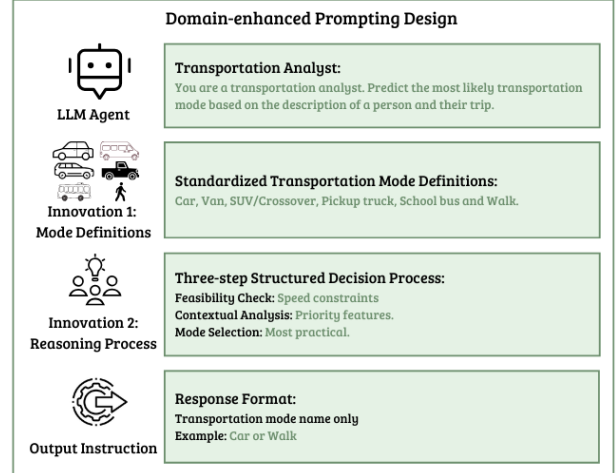 Domain-enhanced Prompting Design
LLM Agent
Transportation Analyst:
You are a transportation analyst. Predict the most likely transportation
mode based on the description of a person and their trip.
Innovation 1:
Mode Definitions
Standardized Transportation Mode Definitions:
Car, Van, SUV/Crossover, Pickup truck, School bus and Walk.
Innovation 2:
Reasoning Process
Three-step Structured Decision Process:
Feasibility Check: Speed constraints
Contextual Analysis: Priority features.
Mode Selection: Most practical.
Output Instruction
Response Format:
Transportation mode name only
Example: Car or Walk